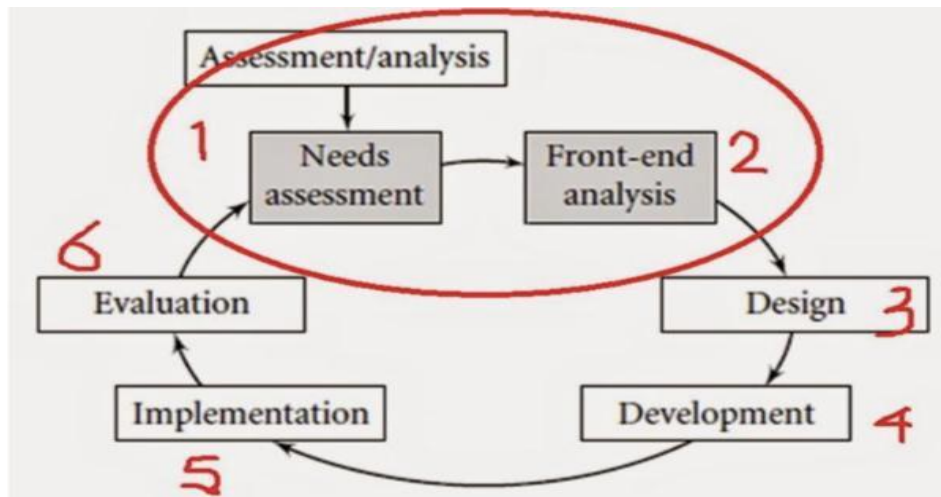 Assessment/analysis
1
Needs
assessment
Front-end
analysis
2
6
Evaluation
Design
3
Implementation
Development
4
5